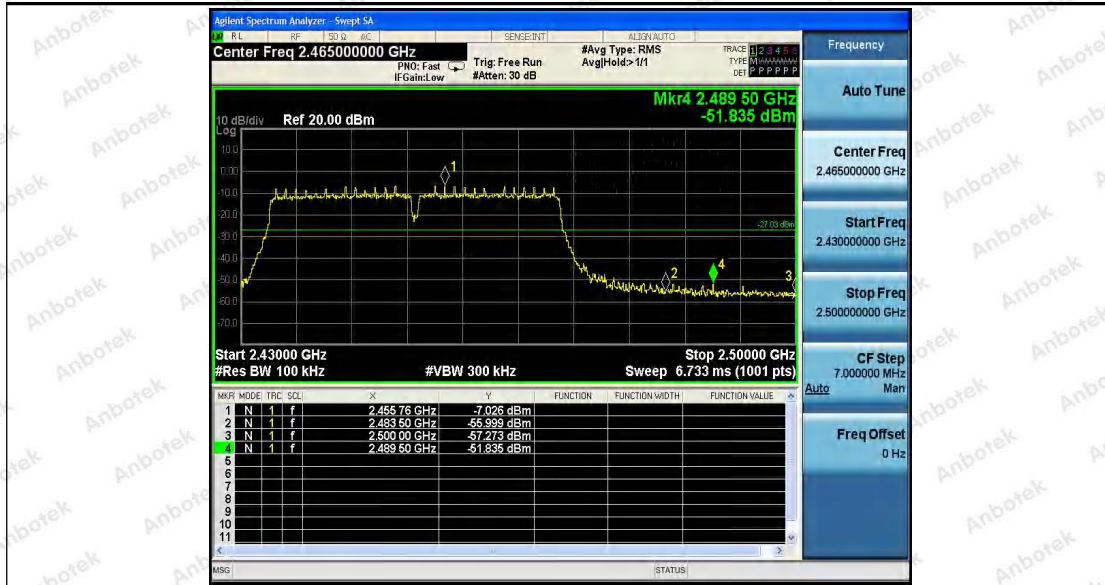 Agilent Spectrum Analyzer - Swept SA
RL RF 50 Ω AC SENSE:INT ALIGN AUTO
Center Freq 2.465000000 GHz
PNO: Fast
IFGain:Low
Trig: Free Run
#Atten: 30 dB
#Avg Type: RMS
Avg|Hold:>1/1
TRACE 1 2 3 4 5 6
TYPE M
DET P P P P P P
Mkr4 2.489 50 GHz
-51.835 dBm
10 dB/div Ref 20.00 dBm
Log
10.0
0.00
-10.0
-20.0
-30.0
-40.0
-50.0
-60.0
-70.0
1
2
4
3
-27.03 dBm
Start 2.43000 GHz Stop 2.50000 GHz
#Res BW 100 kHz #VBW 300 kHz Sweep 6.733 ms (1001 pts)
MKR MODE TRC SCL X Y FUNCTION FUNCTION WIDTH FUNCTION VALUE
1 N 1 f 2.455 76 GHz -7.026 dBm
2 N 1 f 2.483 50 GHz -55.999 dBm
3 N 1 f 2.500 00 GHz -57.273 dBm
4 N 1 f 2.489 50 GHz -51.835 dBm
5
6
7
8
9
10
11
MSG STATUS
Frequency
Auto Tune
Center Freq
2.465000000 GHz
Start Freq
2.430000000 GHz
Stop Freq
2.500000000 GHz
CF Step
7.000000 MHz
Auto Man
Freq Offset
0 Hz
Anbotek